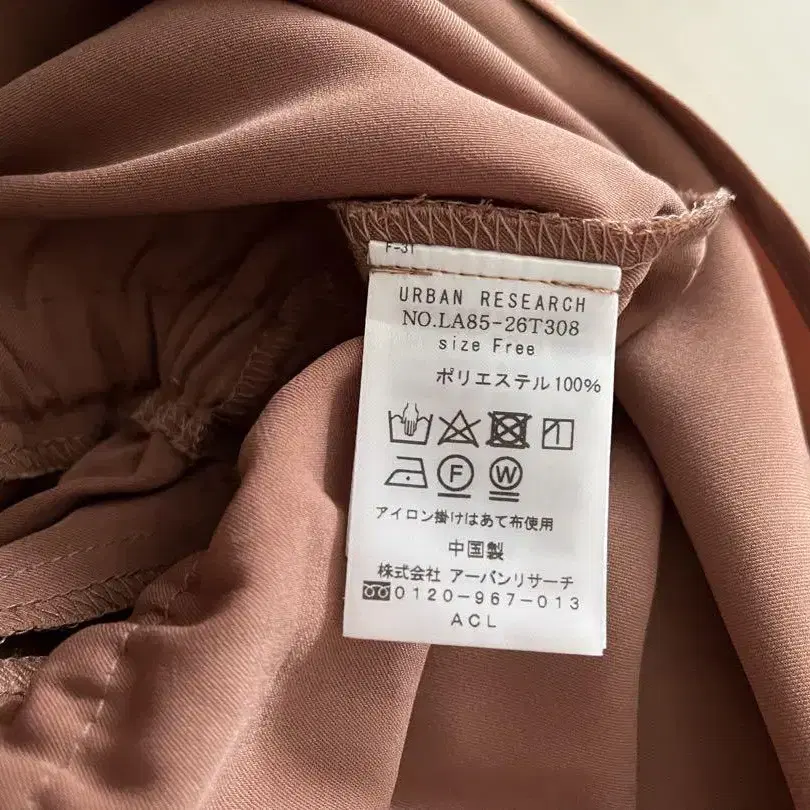 F-31
URBAN RESEARCH
NO.LA85-26T308
size Free
ポリエステル100%
F W
アイロン掛けはあて布使用
中国製
株式会社 アーバンリサーチ
0120-967-013
ACL